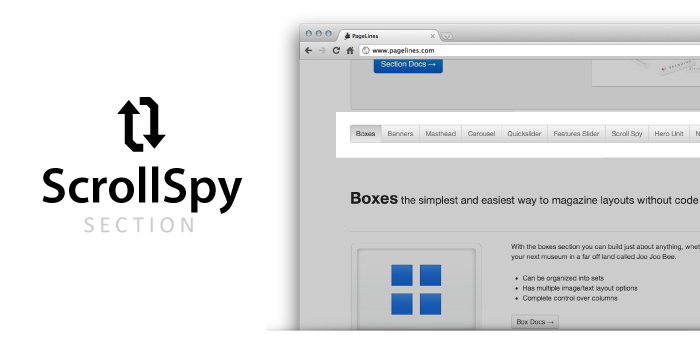 ScrollSpy
SECTION
PageLines
www.pagelines.com
Section Docs →
Boxes Banners Masthead Carousel Quickslider Features Slider Scroll Spy Hero Unit N
Boxes the simplest and easiest way to magazine layouts without code
With the boxes section you can build just about anything, whet
your next museum in a far off land called Joo Joo Bee.
• Can be organized into sets
• Has multiple image/text layout options
• Complete control over columns
Box Docs →